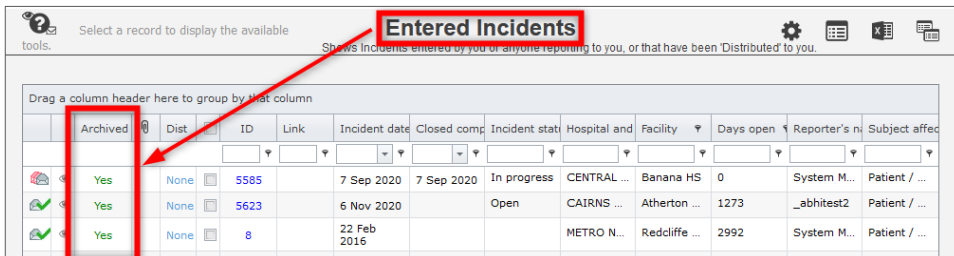 Entered Incidents
Select a record to display the available
tools.
Shows Incidents entered by you or anyone reporting to you, or that have been 'Distributed' to you.
Drag a column header here to group by that column
Archived Dist ID Link Incident date Closed comp Incident stat Hospital and Facility Days open Reporter's na Subject affec
Yes None 5585 7 Sep 2020 7 Sep 2020 In progress CENTRAL ... Banana HS 0 System M... Patient / ...
Yes None 5623 6 Nov 2020 Open CAIRNS ... Atherton ... 1273 _abhitest2 Patient / ...
Yes None 8 22 Feb
2016 METRO N... Redcliffe ... 2992 System M... Patient / ...